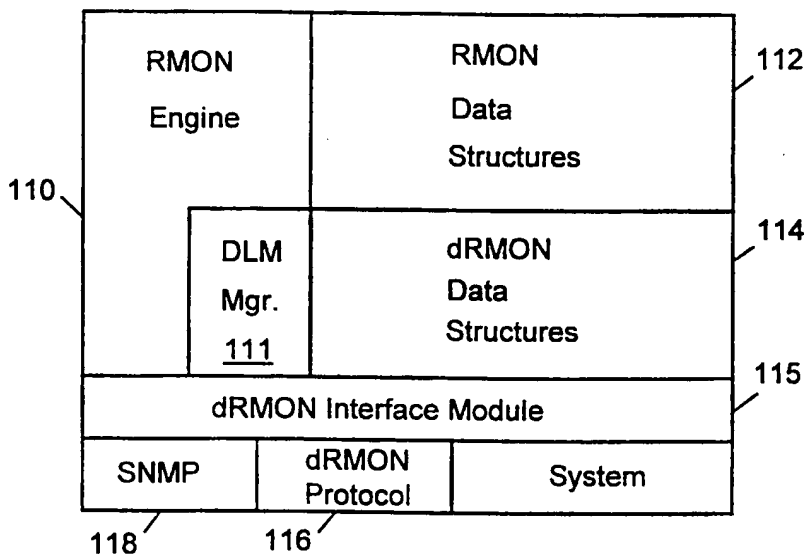 RMON
Engine
RMON
Data
Structures
112
110
DLM
Mgr.
111
dRMON
Data
Structures
114
dRMON Interface Module
115
SNMP
dRMON
Protocol
System
118
116